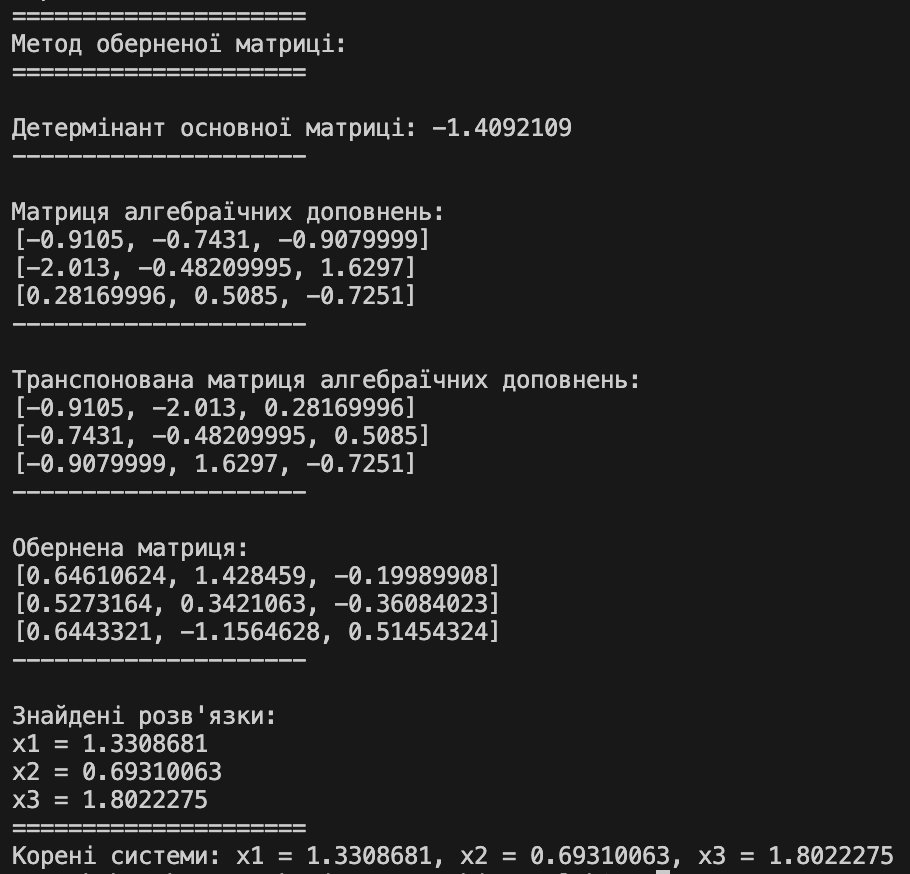 =====================
Метод оберненої матриці:
=====================
Детермінант основної матриці: -1.4092109
---------------------
Матриця алгебраїчних доповнень:
[-0.9105, -0.7431, -0.9079999]
[-2.013, -0.48209995, 1.6297]
[0.28169996, 0.5085, -0.7251]
---------------------
Транспонована матриця алгебраїчних доповнень:
[-0.9105, -2.013, 0.28169996]
[-0.7431, -0.48209995, 0.5085]
[-0.9079999, 1.6297, -0.7251]
---------------------
Обернена матриця:
[0.64610624, 1.428459, -0.19989908]
[0.5273164, 0.3421063, -0.36084023]
[0.6443321, -1.1564628, 0.51454324]
---------------------
Знайдені розв'язки:
x1 = 1.3308681
x2 = 0.69310063
x3 = 1.8022275
=====================
Корені системи: x1 = 1.3308681, x2 = 0.69310063, x3 = 1.8022275